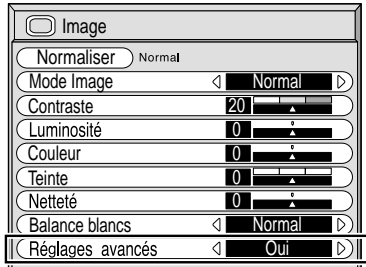 Image
Normaliser Normal
Mode Image Normal
Contraste 20
Luminosité 0
Couleur 0
Teinte 0
Netteté 0
Balance blancs Normal
Réglages avancés Oui